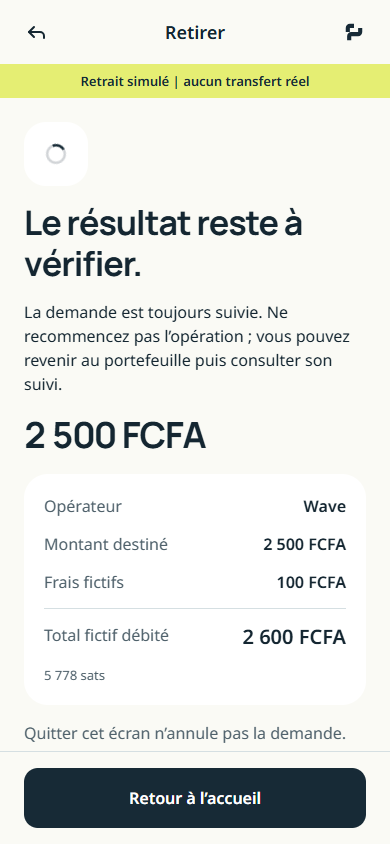 Retirer
Retrait simulé | aucun transfert réel
Le résultat reste à
vérifier.
La demande est toujours suivie. Ne
recommencez pas l’opération ; vous pouvez
revenir au portefeuille puis consulter son
suivi.
2 500 FCFA
Opérateur Wave
Montant destiné 2 500 FCFA
Frais fictifs 100 FCFA
Total fictif débité 2 600 FCFA
5 778 sats
Quitter cet écran n’annule pas la demande.
Retour à l’accueil